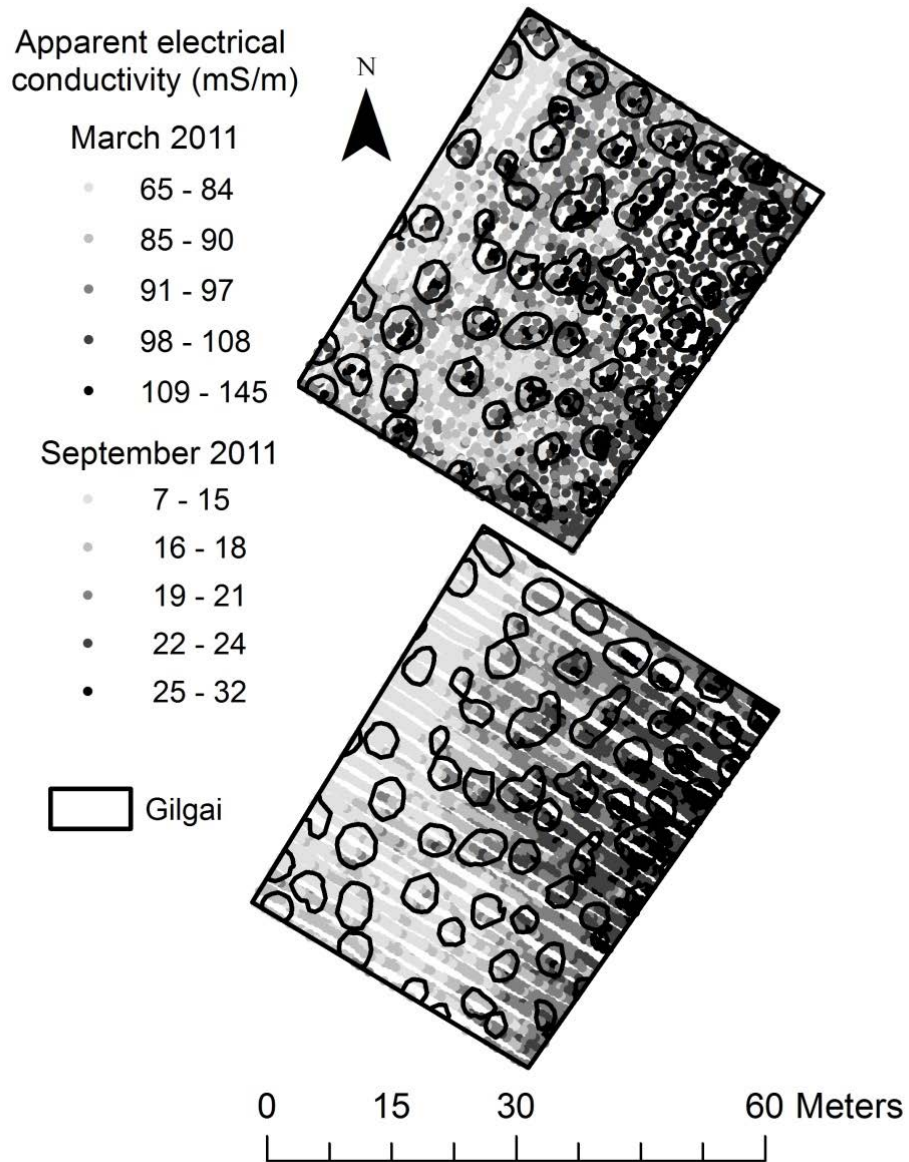 Apparent electrical
conductivity (mS/m)
N
March 2011
65 - 84
85 - 90
91 - 97
98 - 108
109 - 145
September 2011
7 - 15
16 - 18
19 - 21
22 - 24
25 - 32
Gilgai
0 15 30 60 Meters